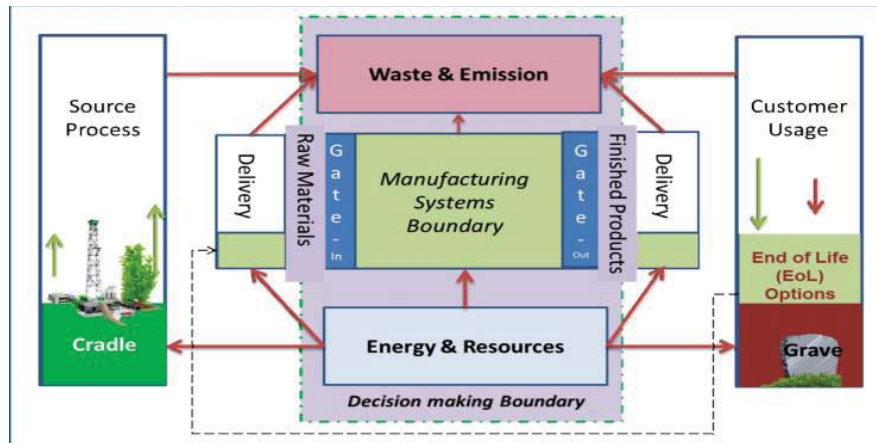 Source
Process
Cradle
Delivery
Raw Materials
Gate-
In
Waste & Emission
Manufacturing
Systems
Boundary
Energy & Resources
Decision making Boundary
Gate-
Out
Finished Products
Delivery
Customer
Usage
End of Life
(EoL)
Options
Grave